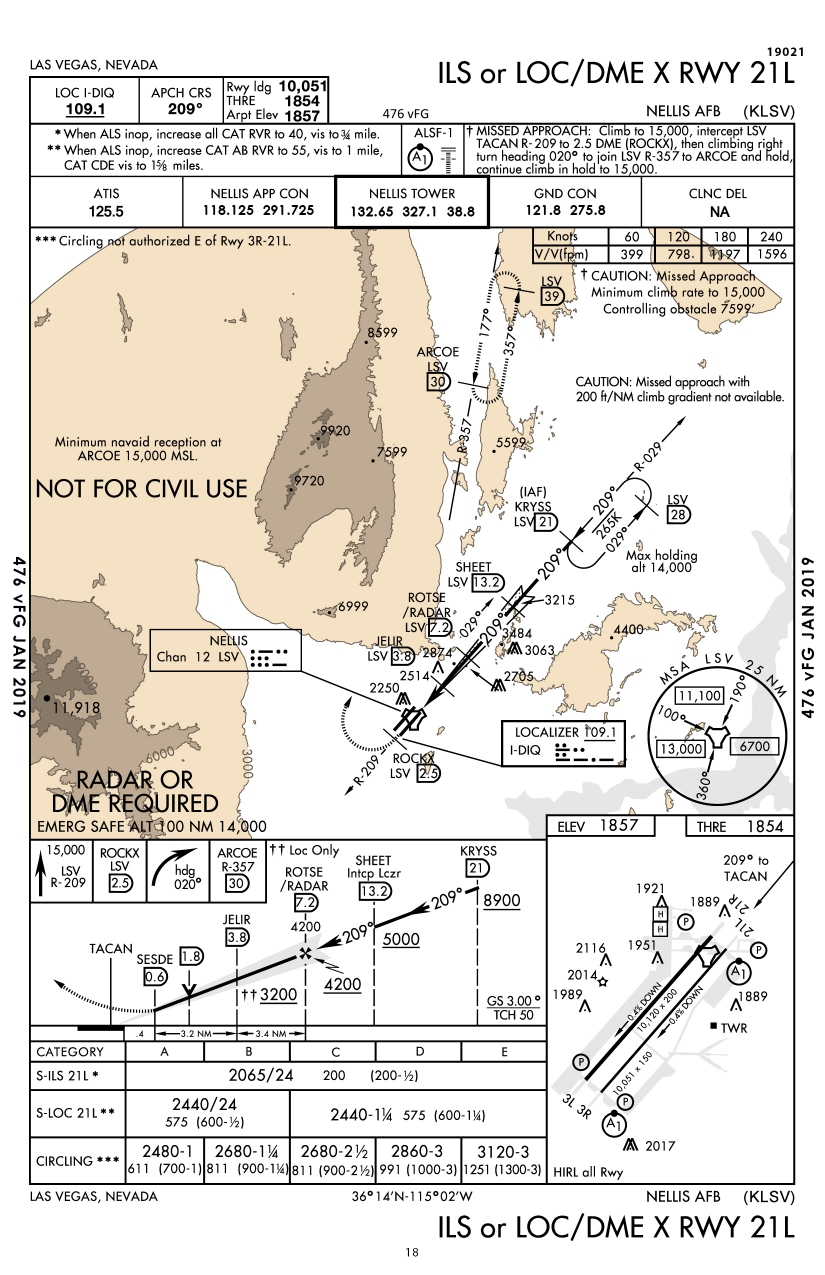 19021
LAS VEGAS, NEVADA
ILS or LOC/DME X RWY 21L
LOC I-DIQ
109.1
APCH CRS
209°
Rwy ldg 10,051
THRE 1854
Arpt Elev 1857
476 vFG
NELLIS AFB (KLSV)
* When ALS inop, increase all CAT RVR to 40, vis to ¾ mile.
** When ALS inop, increase CAT AB RVR to 55, vis to 1 mile,
CAT CDE vis to 1⅝ miles.
ALSF-1
A1
† MISSED APPROACH: Climb to 15,000, intercept LSV
TACAN R-209 to 2.5 DME (ROCKX), then climbing right
turn heading 020° to join LSV R-357 to ARCOE and hold,
continue climb in hold to 15,000.
ATIS
125.5
NELLIS APP CON
118.125 291.725
NELLIS TOWER
132.65 327.1 38.8
GND CON
121.8 275.8
CLNC DEL
NA
*** Circling not authorized E of Rwy 3R-21L.
Knots 60 120 180 240
V/V(fpm) 399 798 1197 1596
† CAUTION: Missed Approach
Minimum climb rate to 15,000
Controlling obstacle 7599'
LSV
39
177°
357°
8599
ARCOE
LSV
30
CAUTION: Missed approach with
200 ft/NM climb gradient not available.
R-357
9920
Minimum navaid reception at
ARCOE 15,000 MSL.
7599
5599
9720
NOT FOR CIVIL USE
R-029
(IAF)
KRYSS
LSV 21
209°
265K
029°
LSV
28
Max holding
alt 14,000
209°
SHEET
LSV 13.2
3215
476 vFG JAN 2019
476 vFG JAN 2019
6999
ROTSE
/RADAR
LSV 7.2
029°
209°
3484
3063
4400
NELLIS
Chan 12 LSV
JELIR
LSV 3.8
2874
2514
2705
2250
11,918
MSA LSV 25 NM
11,100
190°
100°
13,000
6700
360°
LOCALIZER 109.1
I-DIQ
6000
3000
ROCKX
LSV 2.5
R-209
RADAR OR
DME REQUIRED
EMERG SAFE ALT 100 NM 14,000
ELEV 1857
THRE 1854
15,000
LSV
R-209
ROCKX
LSV
2.5
hdg
020°
ARCOE
R-357
30
†† Loc Only
ROTSE
/RADAR
7.2
4200
SHEET
Intcp Lczr
13.2
KRYSS
21
209°
8900
209°
5000
JELIR
3.8
TACAN
SESDE
0.6
1.8
4200
†† 3200
GS 3.00°
TCH 50
.4
3.2 NM
3.4 NM
209° to
TACAN
1921
1889
21R
21L
H
H
P
2116
1951
P
2014
A1
1989
1889
0.4% DOWN
10,120 x 200
0.4% DOWN
TWR
P
10,051 x 150
3L 3R
P
A1
2017
HIRL all Rwy
CATEGORY A B C D E
S-ILS 21L * 2065/24 200 (200-½)
S-LOC 21L ** 2440/24 2440-1¼ 575 (600-1¼)
575 (600-½)
CIRCLING *** 2480-1 2680-1¼ 2680-2½ 2860-3 3120-3
611 (700-1) 811 (900-1¼) 811 (900-2½) 991 (1000-3) 1251 (1300-3)
LAS VEGAS, NEVADA
36°14'N-115°02'W
NELLIS AFB (KLSV)
ILS or LOC/DME X RWY 21L
18